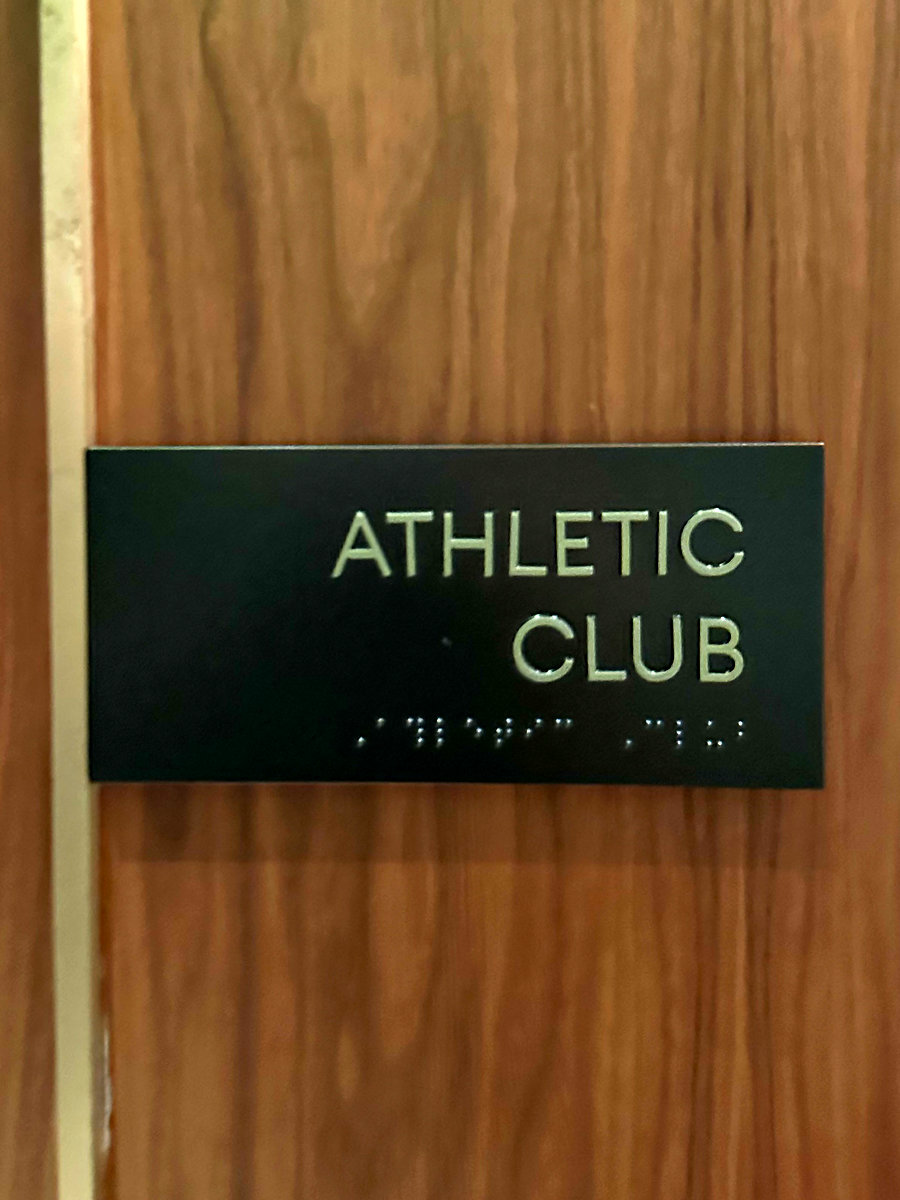 ATHLETIC
CLUB
⠠⠁⠹⠇⠑⠞⠊⠉ ⠠⠉⠇⠥⠃